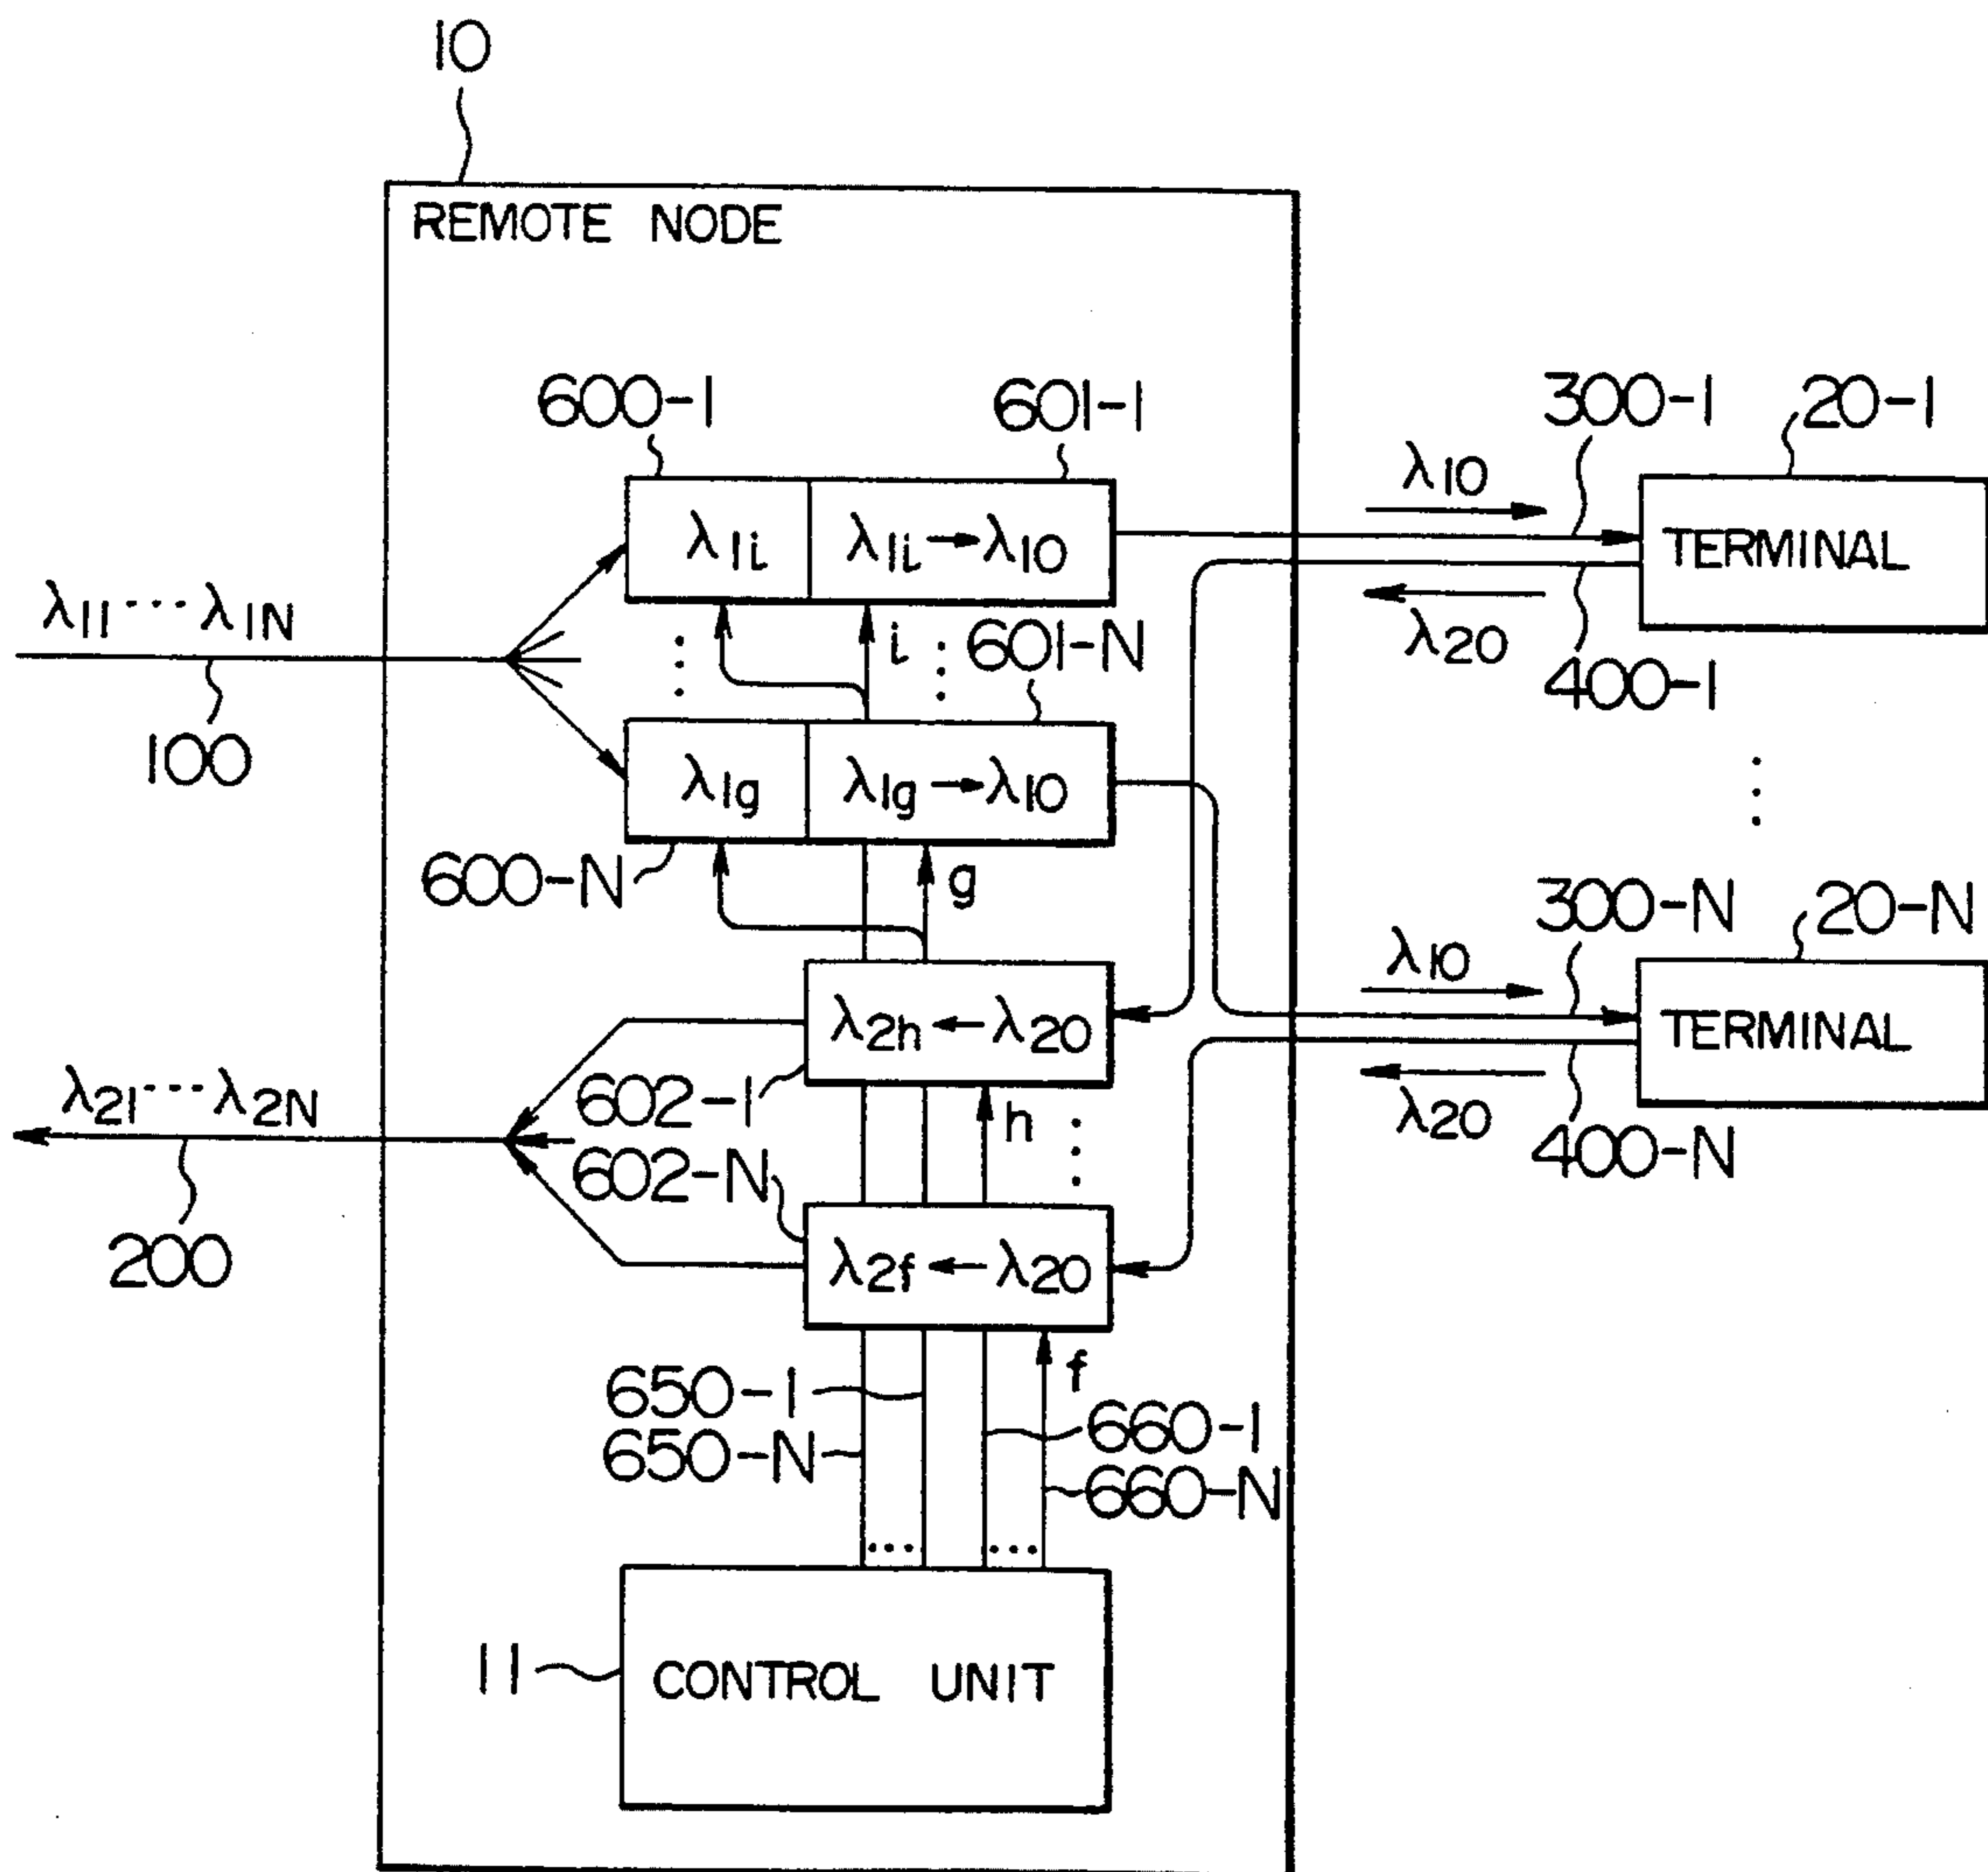 10
REMOTE NODE
600-1
601-1
300-1
20-1
λ10
λ1i
λ1i→λ10
TERMINAL
λ11···λ1N
i
601-N
λ20
400-1
100
λ1g
λ1g→λ10
600-N
g
300-N
20-N
λ10
λ2h←λ20
TERMINAL
λ21···λ2N
602-1
h
λ20
400-N
602-N
200
λ2f←λ20
650-1
f
660-1
650-N
660-N
11
CONTROL UNIT